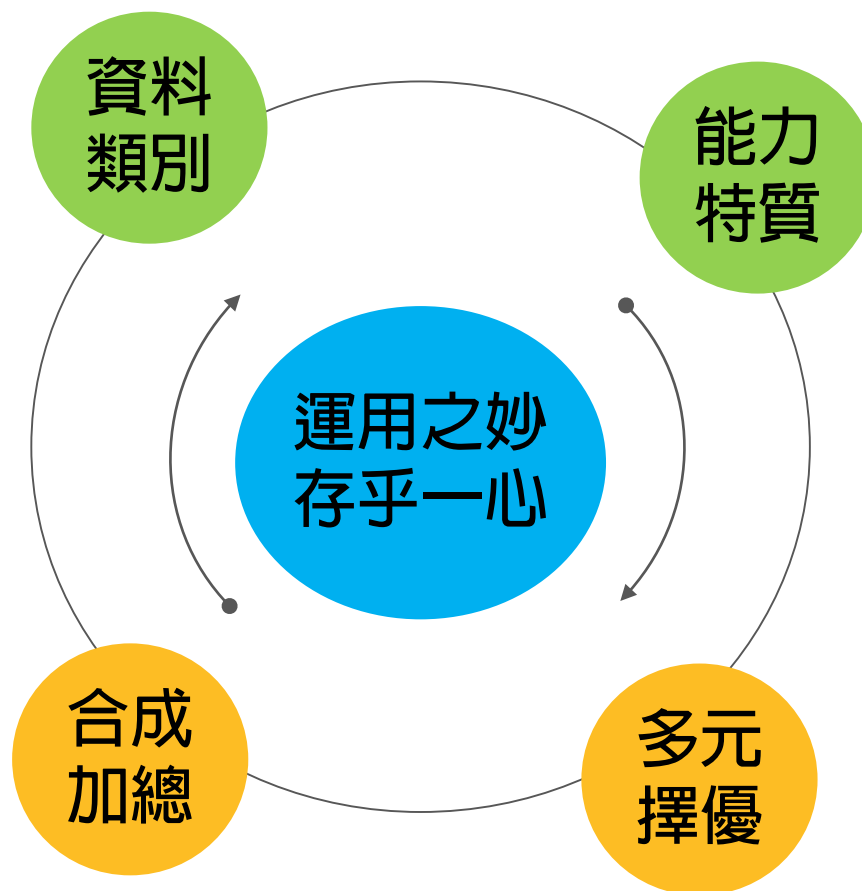 資料
類別
能力
特質
運用之妙
存乎一心
合成
加總
多元
擇優